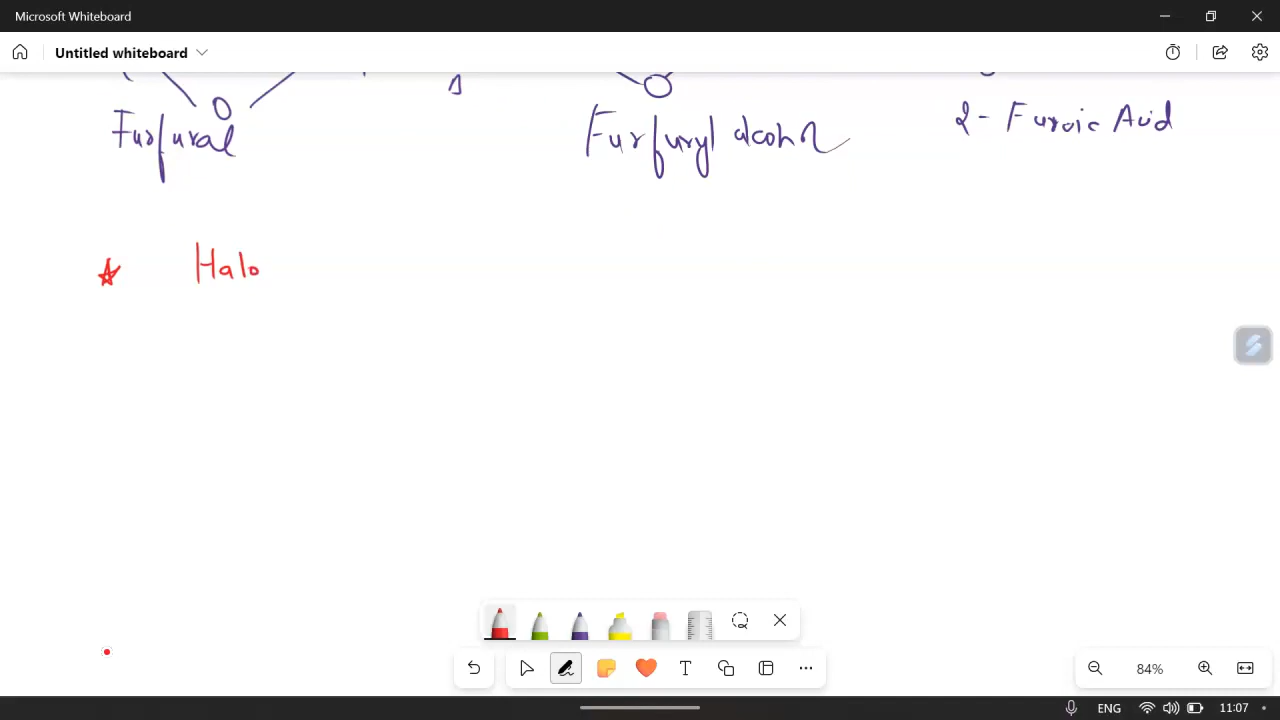 Microsoft Whiteboard
Untitled whiteboard
O
Δ
O
Furfural
Furfuryl alcohol
2- Furoic Acid
☆ Halo
T
84%
ENG
11:07